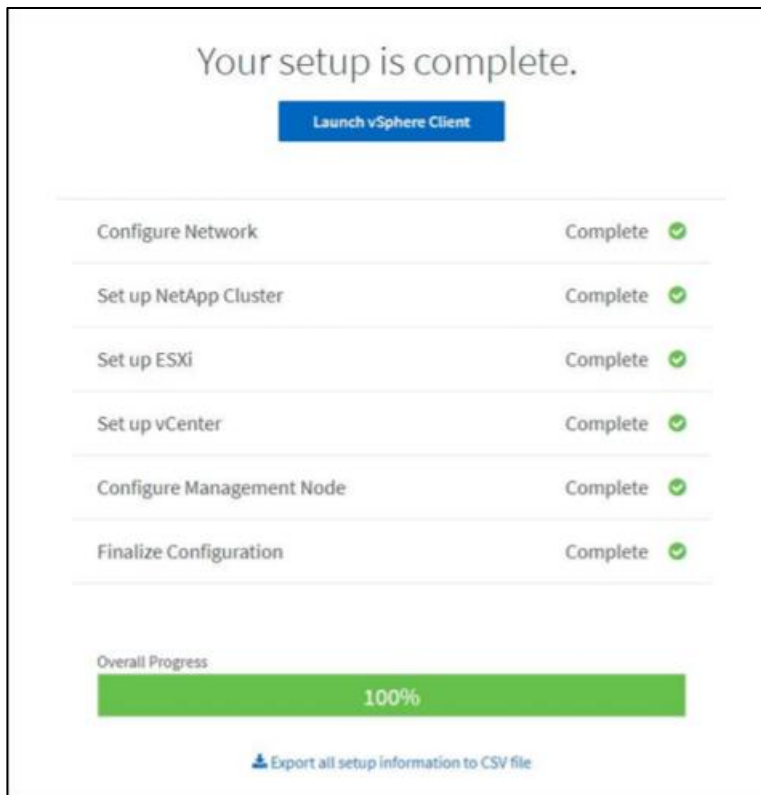 Your setup is complete.
Launch vSphere Client
Configure Network Complete
Set up NetApp Cluster Complete
Set up ESXi Complete
Set up vCenter Complete
Configure Management Node Complete
Finalize Configuration Complete
Overall Progress
100%
Export all setup information to CSV file